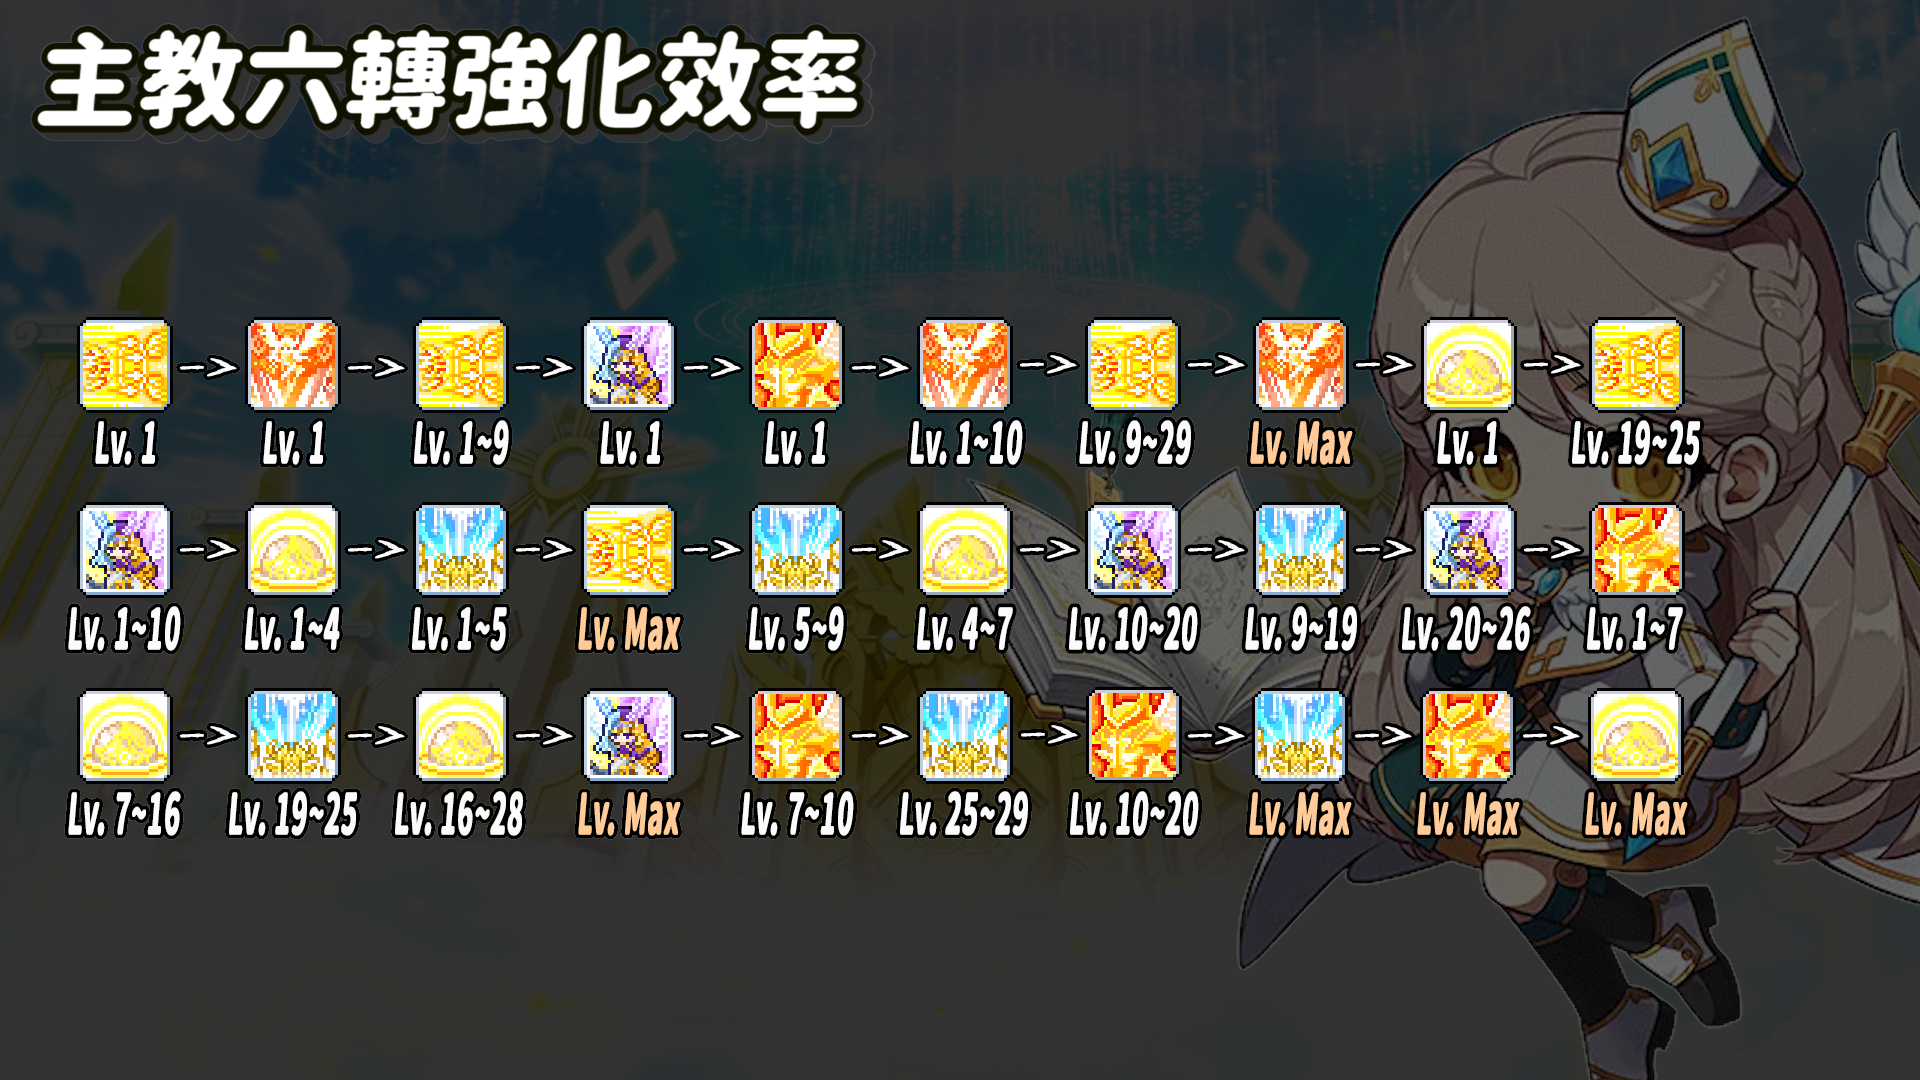 主教六轉強化效率
Lv. 1 -> Lv. 1 -> Lv. 1~9 -> Lv. 1 -> Lv. 1 -> Lv. 1~10 -> Lv. 9~29 -> Lv. Max -> Lv. 1 -> Lv. 19~25
Lv. 1~10 -> Lv. 1~4 -> Lv. 1~5 -> Lv. Max -> Lv. 5~9 -> Lv. 4~7 -> Lv. 10~20 -> Lv. 9~19 -> Lv. 20~26 -> Lv. 1~7
Lv. 7~16 -> Lv. 19~25 -> Lv. 16~28 -> Lv. Max -> Lv. 7~10 -> Lv. 25~29 -> Lv. 10~20 -> Lv. Max -> Lv. Max -> Lv. Max